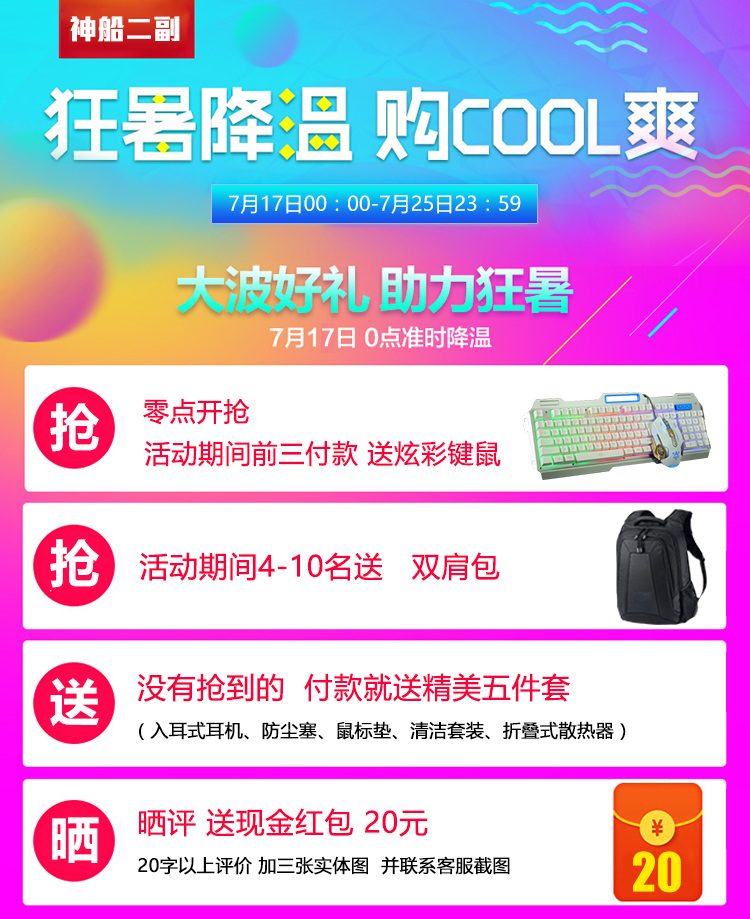 神船二副
狂暑降温 购COOL爽
7月17日00：00-7月25日23：59
大波好礼 助力狂暑
7月17日 0点准时降温
抢
零点开抢
活动期间前三付款 送炫彩键鼠
抢
活动期间4-10名送 双肩包
送
没有抢到的 付款就送精美五件套
（入耳式耳机、防尘塞、鼠标垫、清洁套装、折叠式散热器）
晒
晒评 送现金红包 20元
20字以上评价 加三张实体图 并联系客服截图
¥
20